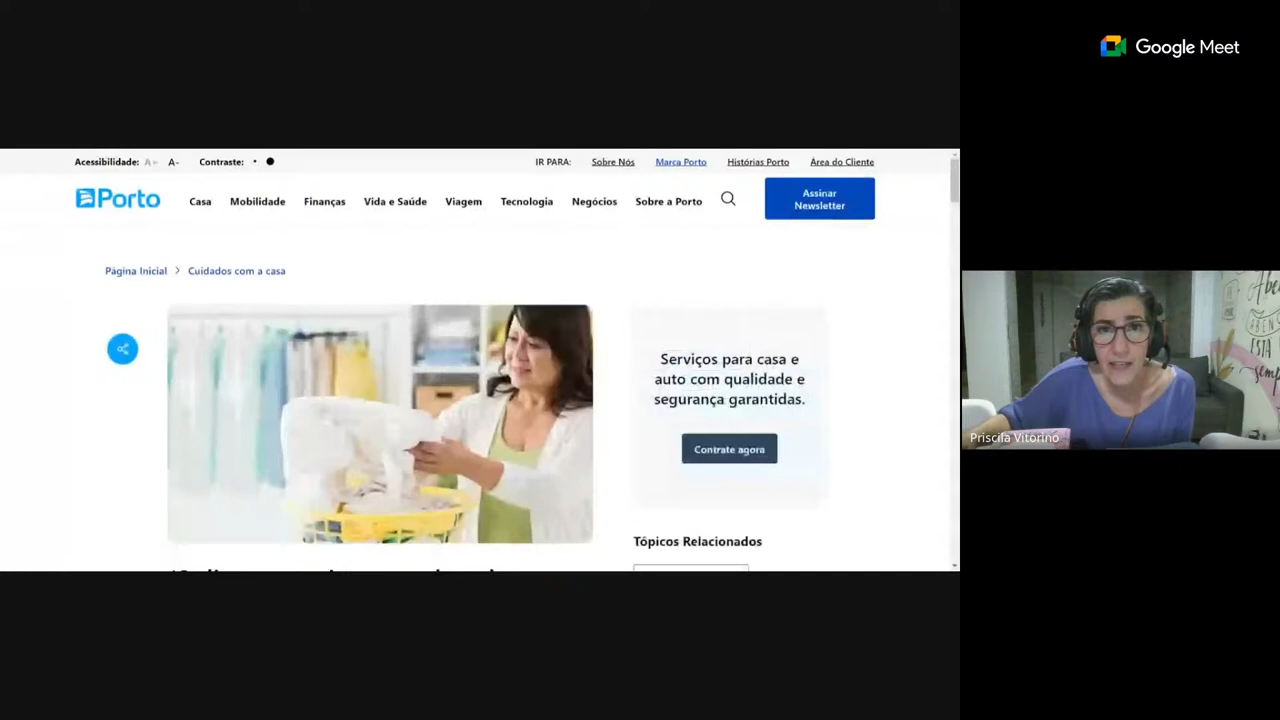 Google Meet
Acessibilidade: A+ A- Contraste:
IR PARA: Sobre Nós Marca Porto Histórias Porto Área do Cliente
Porto Casa Mobilidade Finanças Vida e Saúde Viagem Tecnologia Negócios Sobre a Porto
Assinar
Newsletter
Página Inicial > Cuidados com a casa
Serviços para casa e
auto com qualidade e
segurança garantidas.
Contrate agora
Tópicos Relacionados
ESTÁ
Priscila Vitorino